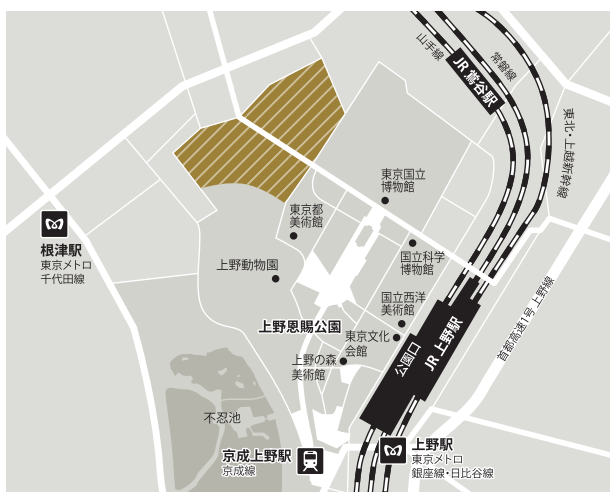 山手線
JR 鶯谷駅
常磐線
東北・上越新幹線
東京国立
博物館
東京都
美術館
国立科学
博物館
根津駅
東京メトロ
千代田線
上野動物園
国立西洋
美術館
首都高速1号 上野線
上野恩賜公園
東京文化
会館
JR 上野駅
公園口
上野の森
美術館
不忍池
京成上野駅
京成線
上野駅
東京メトロ
銀座線・日比谷線